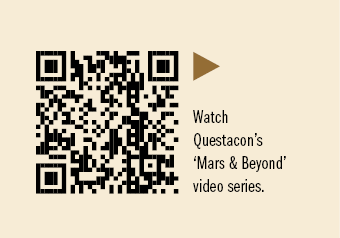 Watch
Questacon’s
‘Mars & Beyond’
video series.